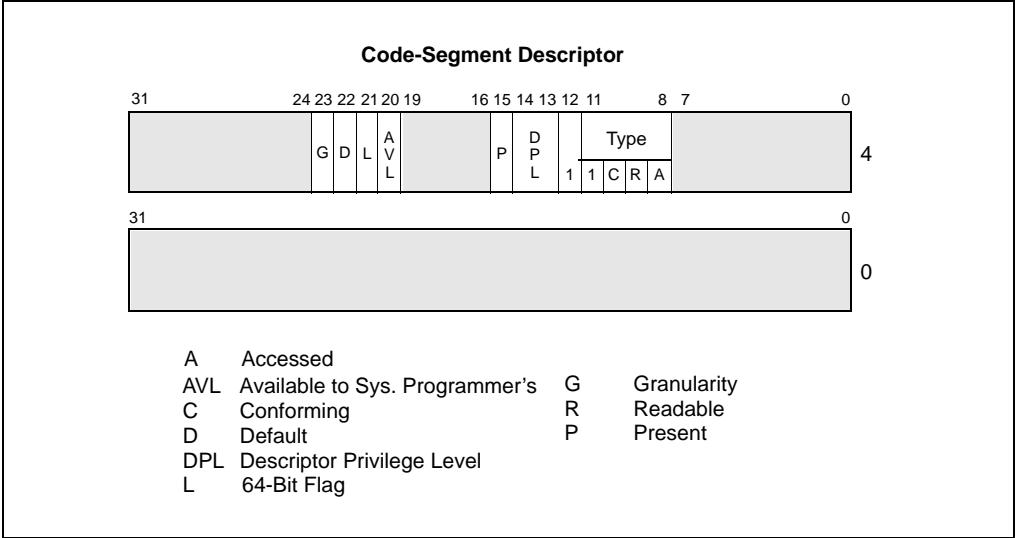 Code-Segment Descriptor
31 24 23 22 21 20 19 16 15 14 13 12 11 8 7 0
G D L AVL P DPL 1 Type 4
1 C R A
31 0
0
A Accessed
AVL Available to Sys. Programmer's
C Conforming
D Default
DPL Descriptor Privilege Level
L 64-Bit Flag
G Granularity
R Readable
P Present